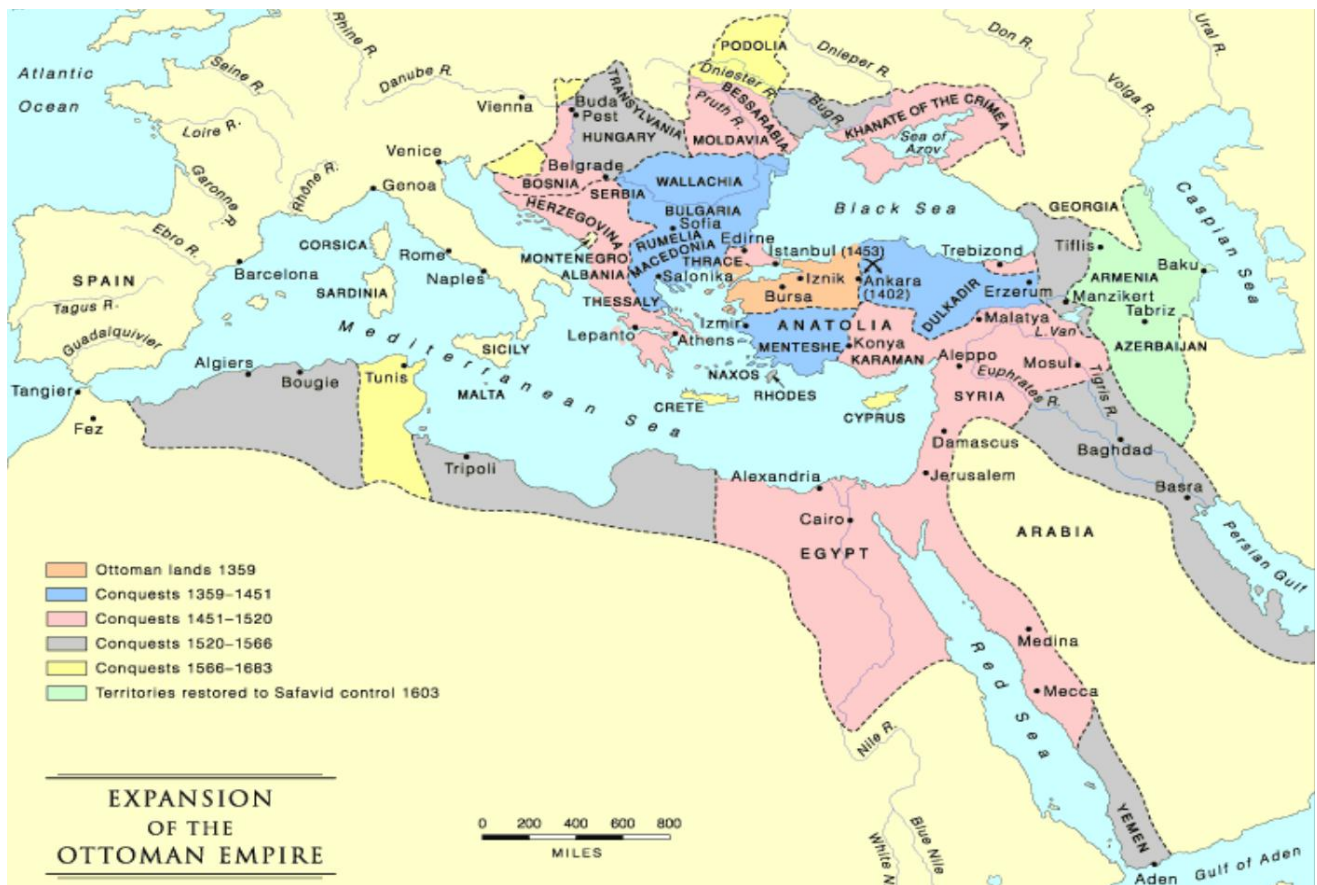 Atlantic
Ocean
Rhine R.
Seine R.
Loire R.
Garonne R.
Rhône R.
Ebro R.
SPAIN
Tagus R.
Guadalquivier
Tangier
Fez
Danube R.
Vienna
Venice
Genoa
CORSICA
Rome
Naples
SARDINIA
Barcelona
Mediterranean Sea
SICILY
MALTA
Algiers
Bougie
Tunis
Tripoli
PODOLIA
Dniester R.
Dnieper R.
Don R.
Volga R.
Ural R.
Buda
Pest
TRANSYLVANIA
HUNGARY
Pruth R.
BESSARABIA
MOLDAVIA
Bug R.
KHANATE OF THE CRIMEA
Sea of
Azov
Belgrade
BOSNIA
SERBIA
HERZEGOVINA
WALLACHIA
BULGARIA
Sofia
RUMELIA
MACEDONIA
Edirne
THRACE
MONTENEGRO
ALBANIA
Salonika
THESSALY
Lepanto
Athens
Black Sea
Istanbul (1453)
Iznik
Bursa
Ankara
(1402)
Trebizond
Erzerum
DULKADIR
Izmir
ANATOLIA
MENTESHE
Konya
KARAMAN
Malatya
NAXOS
RHODES
CRETE
CYPRUS
GEORGIA
Tiflis
ARMENIA
Baku
Manzikert
Tabriz
L.Van
AZERBAIJAN
Caspian Sea
Aleppo
Mosul
Euphrates R.
Tigris R.
SYRIA
Damascus
Baghdad
Jerusalem
Basra
Alexandria
Cairo
EGYPT
ARABIA
Persian Gulf
Medina
Mecca
Red Sea
Nile R.
White N
Blue Nile
YEMEN
Aden
Gulf of Aden
Ottoman lands 1359
Conquests 1359–1451
Conquests 1451–1520
Conquests 1520–1566
Conquests 1566–1683
Territories restored to Safavid control 1603
EXPANSION
OF THE
OTTOMAN EMPIRE
0 200 400 600 800
MILES